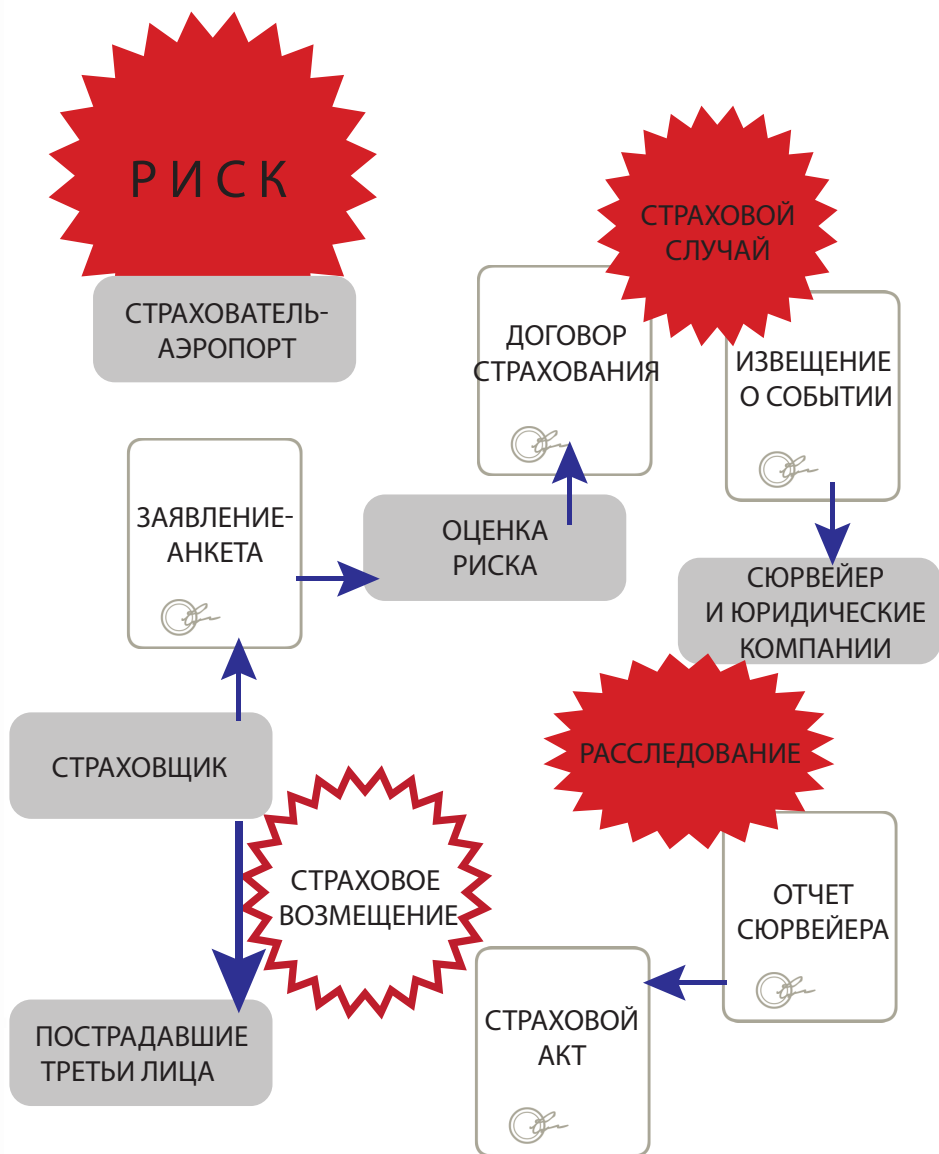 РИСК
СТРАХОВАТЕЛЬ-
АЭРОПОРТ
СТРАХОВОЙ
СЛУЧАЙ
ДОГОВОР
СТРАХОВАНИЯ
ИЗВЕЩЕНИЕ
О СОБЫТИИ
ЗАЯВЛЕНИЕ-
АНКЕТА
ОЦЕНКА
РИСКА
СЮРВЕЙЕР
И ЮРИДИЧЕСКИЕ
КОМПАНИИ
СТРАХОВЩИК
РАССЛЕДОВАНИЕ
СТРАХОВОЕ
ВОЗМЕЩЕНИЕ
ОТЧЕТ
СЮРВЕЙЕРА
СТРАХОВОЙ
АКТ
ПОСТРАДАВШИЕ
ТРЕТЬИ ЛИЦА